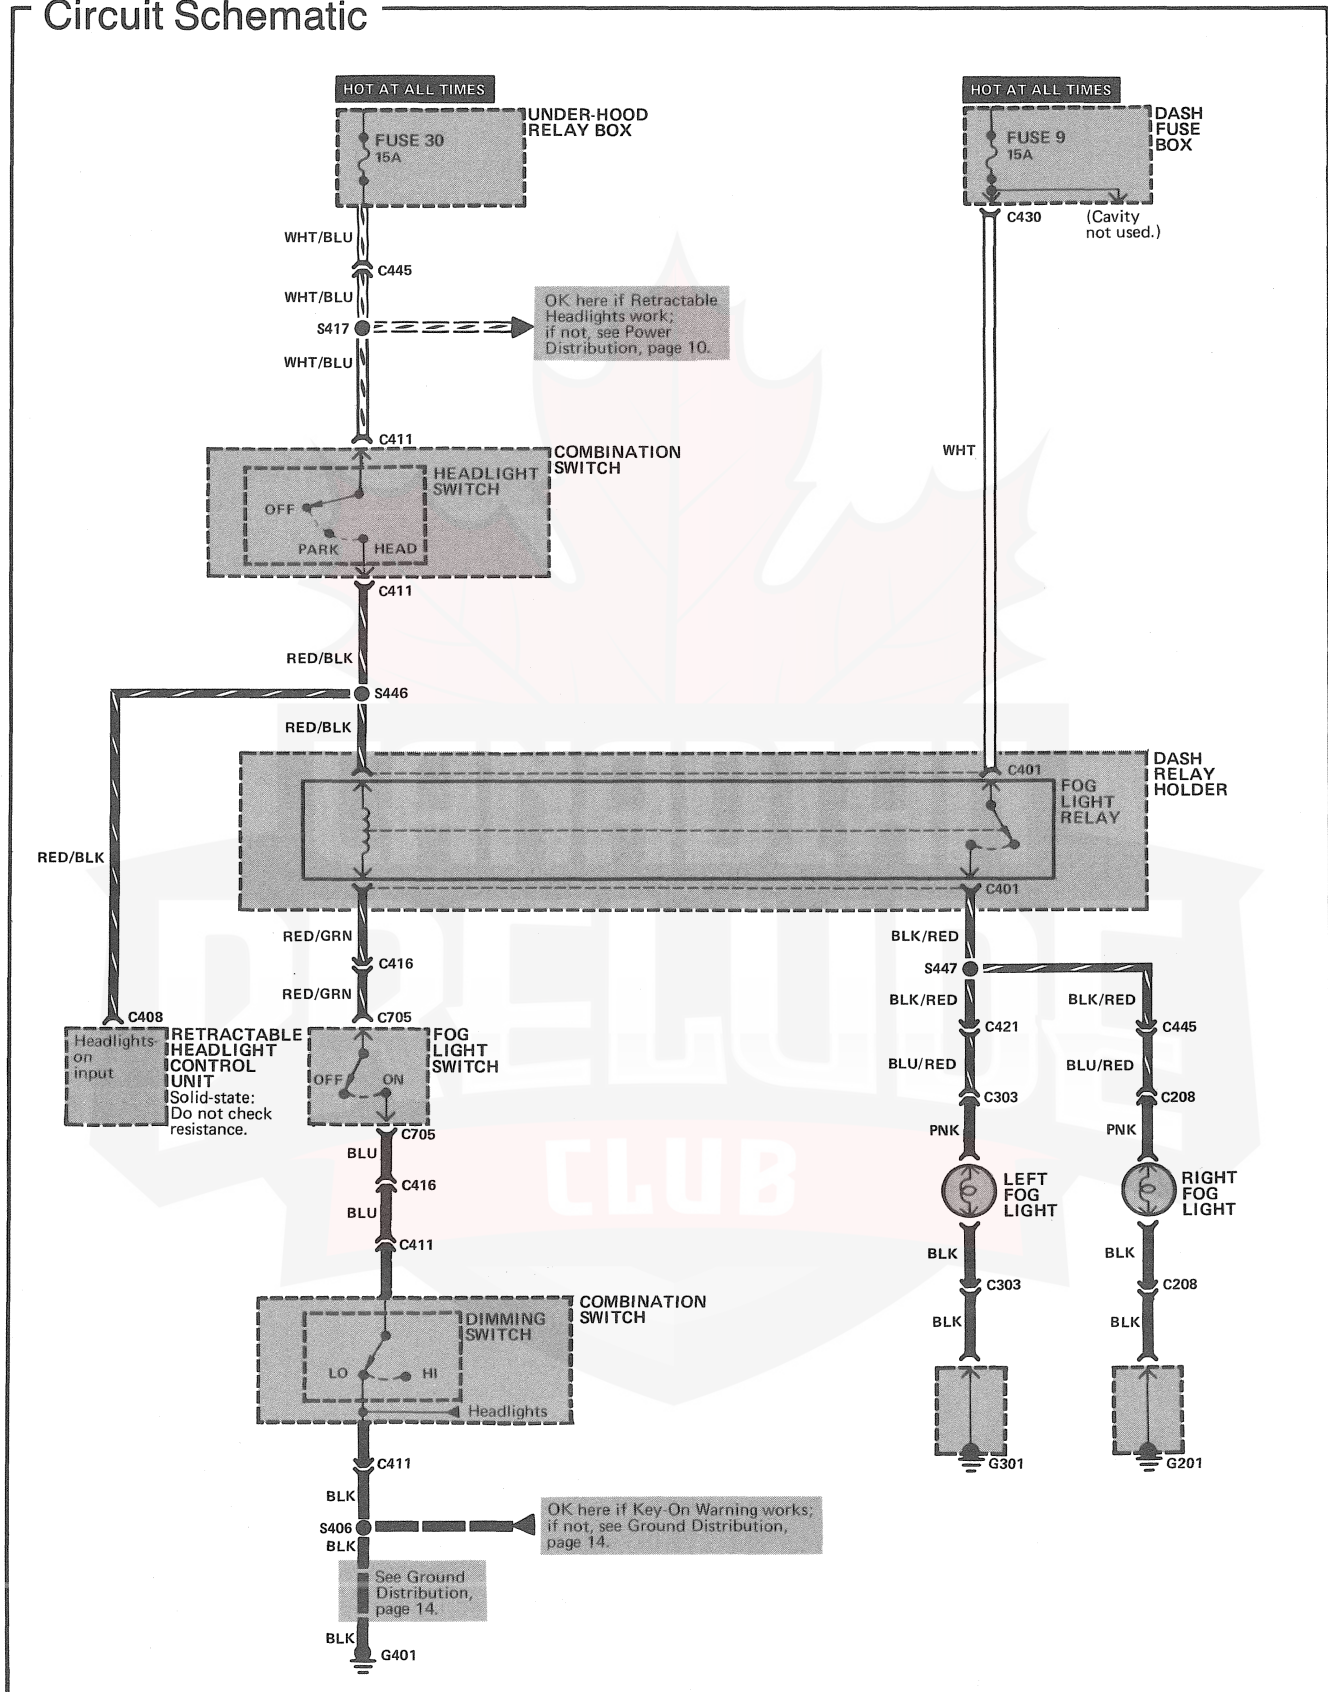 Circuit Schematic
HOT AT ALL TIMES
UNDER-HOOD
RELAY BOX
FUSE 30
15A
HOT AT ALL TIMES
DASH
FUSE
BOX
FUSE 9
15A
C430
(Cavity
not used.)
WHT/BLU
C445
WHT/BLU
S417
OK here if Retractable
Headlights work;
if not, see Power
Distribution, page 10.
WHT/BLU
C411
COMBINATION
SWITCH
HEADLIGHT
SWITCH
OFF
PARK
HEAD
C411
WHT
RED/BLK
S446
RED/BLK
DASH
RELAY
HOLDER
C401
FOG
LIGHT
RELAY
RED/BLK
C401
RED/GRN
C416
RED/GRN
C705
C408
Headlights-
on
input
RETRACTABLE
HEADLIGHT
CONTROL
UNIT
Solid-state:
Do not check
resistance.
FOG
LIGHT
SWITCH
OFF
ON
C705
BLU
C416
BLU
C411
BLK/RED
S447
BLK/RED
BLK/RED
C421
C445
BLU/RED
BLU/RED
C303
C208
PNK
PNK
LEFT
FOG
LIGHT
RIGHT
FOG
LIGHT
BLK
BLK
C303
C208
BLK
BLK
G301
G201
COMBINATION
SWITCH
DIMMING
SWITCH
LO
HI
Headlights
C411
BLK
S406
BLK
OK here if Key-On Warning works;
if not, see Ground Distribution,
page 14.
See Ground
Distribution,
page 14.
BLK
G401
CANADIAN
PRELUDE
CLUB